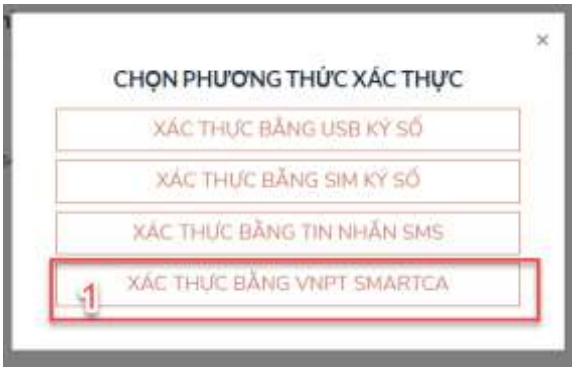 ×
CHỌN PHƯƠNG THỨC XÁC THỰC
XÁC THỰC BẰNG USB KÝ SỐ
XÁC THỰC BẰNG SIM KÝ SỐ
XÁC THỰC BẰNG TIN NHẮN SMS
1 XÁC THỰC BẰNG VNPT SMARTCA